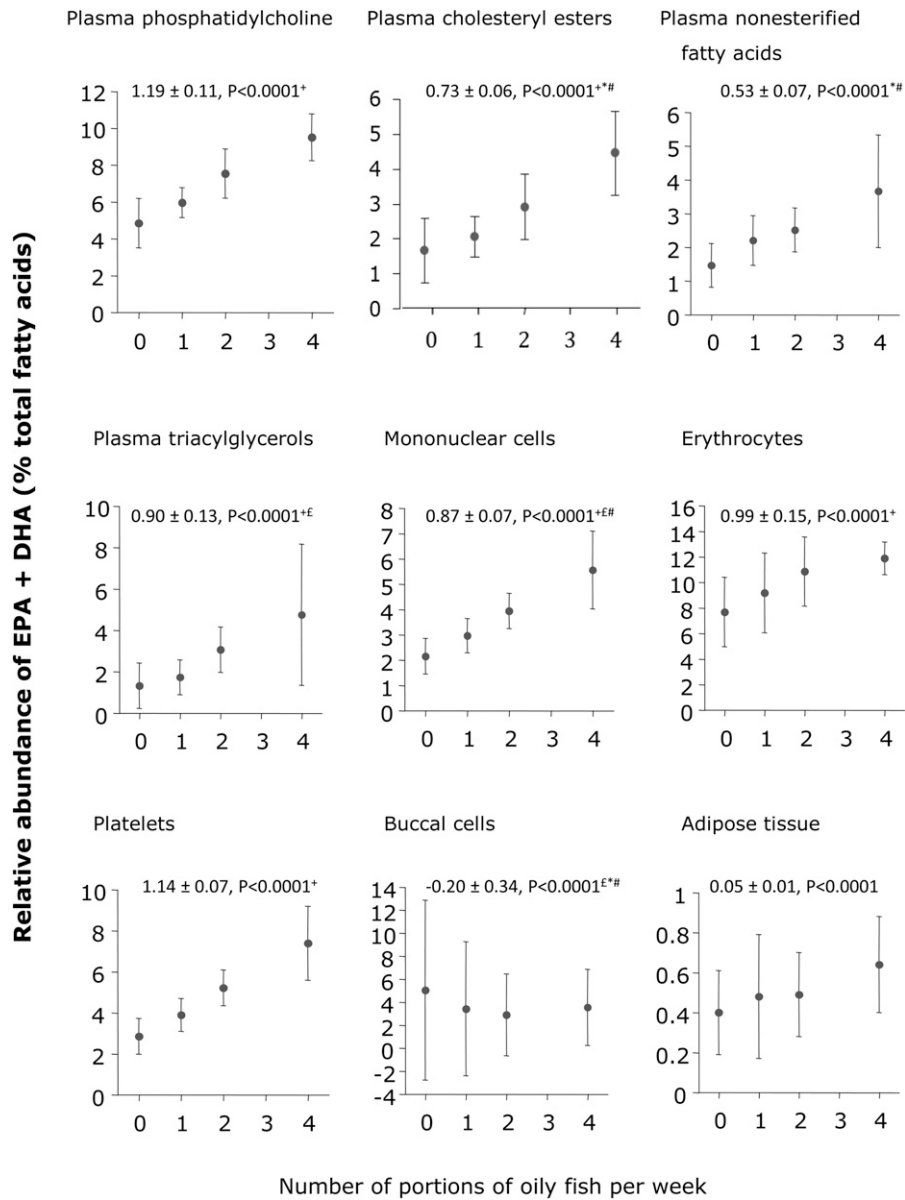 Plasma phosphatidylcholine
Plasma cholesteryl esters
Plasma nonesterified
fatty acids
1.19 ± 0.11, P<0.0001⁺
0.73 ± 0.06, P<0.0001⁺*#
0.53 ± 0.07, P<0.0001*#
12
10
8
6
4
2
0
0 1 2 3 4
6
5
4
3
2
1
0
0 1 2 3 4
6
5
4
3
2
1
0
0 1 2 3 4
Relative abundance of EPA + DHA (% total fatty acids)
Plasma triacylglycerols
Mononuclear cells
Erythrocytes
0.90 ± 0.13, P<0.0001⁺£
0.87 ± 0.07, P<0.0001⁺£#
0.99 ± 0.15, P<0.0001⁺
10
8
6
4
2
0
0 1 2 3 4
8
7
6
5
4
3
2
1
0
0 1 2 3 4
16
14
12
10
8
6
4
2
0
0 1 2 3 4
Platelets
Buccal cells
Adipose tissue
1.14 ± 0.07, P<0.0001⁺
-0.20 ± 0.34, P<0.0001£*#
0.05 ± 0.01, P<0.0001
10
8
6
4
2
0
0 1 2 3 4
14
12
10
8
6
4
2
0
-2
-4
0 1 2 3 4
1
0.8
0.6
0.4
0.2
0
0 1 2 3 4
Number of portions of oily fish per week